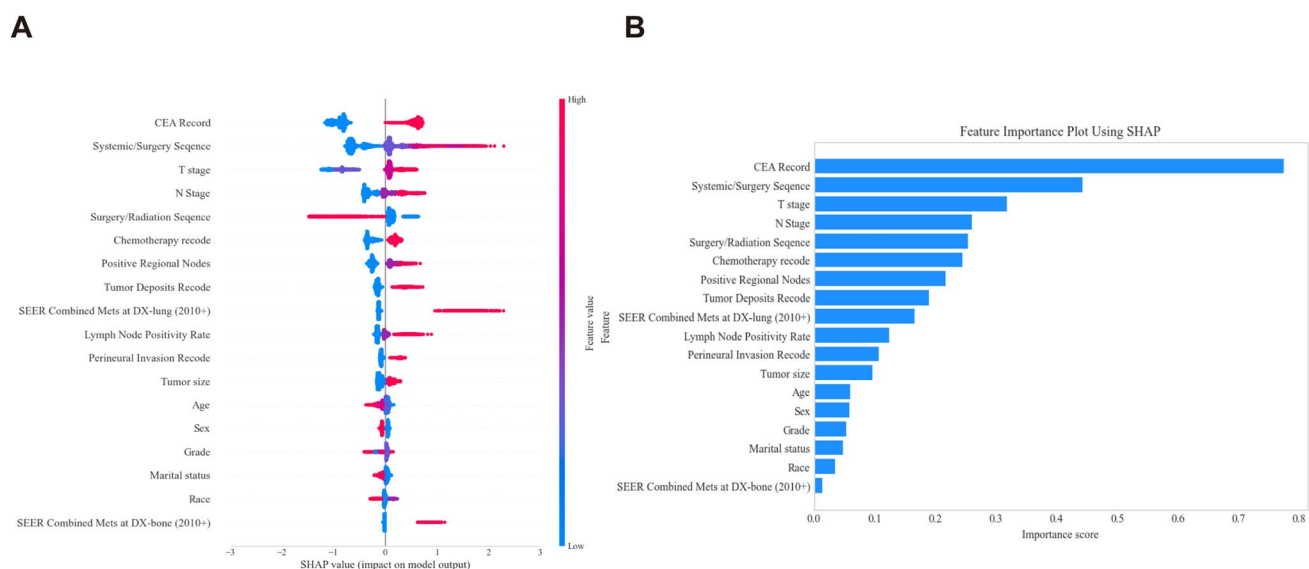 A
CEA Record
Systemic/Surgery Seqence
T stage
N Stage
Surgery/Radiation Seqence
Chemotherapy recode
Positive Regional Nodes
Tumor Deposits Recode
SEER Combined Mets at DX-lung (2010+)
Lymph Node Positivity Rate
Perineural Invasion Recode
Tumor size
Age
Sex
Grade
Marital status
Race
SEER Combined Mets at DX-bone (2010+)
−3 −2 −1 0 1 2 3
SHAP value (impact on model output)
High
Low
Feature value
Feature
B
Feature Importance Plot Using SHAP
CEA Record
Systemic/Surgery Seqence
T stage
N Stage
Surgery/Radiation Seqence
Chemotherapy recode
Positive Regional Nodes
Tumor Deposits Recode
SEER Combined Mets at DX-lung (2010+)
Lymph Node Positivity Rate
Perineural Invasion Recode
Tumor size
Age
Sex
Grade
Marital status
Race
SEER Combined Mets at DX-bone (2010+)
0.0 0.1 0.2 0.3 0.4 0.5 0.6 0.7 0.8
Importance score